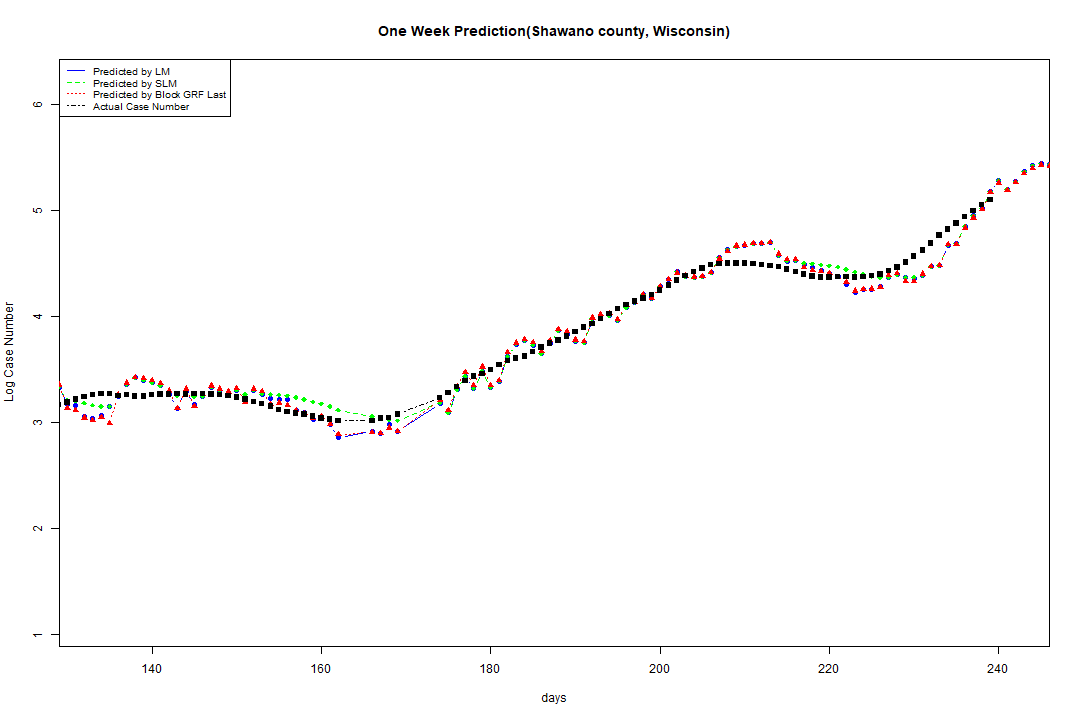 One Week Prediction(Shawano county, Wisconsin)
Predicted by LM
Predicted by SLM
Predicted by Block GRF Last
Actual Case Number
Log Case Number
6
5
4
3
2
1
140 160 180 200 220 240
days